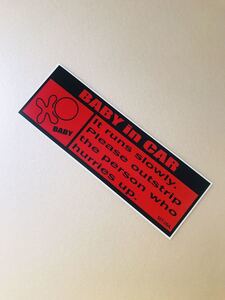 BABY in CAR
BABY
It runs slowly.
Please outstrip
the person who
hurries up.